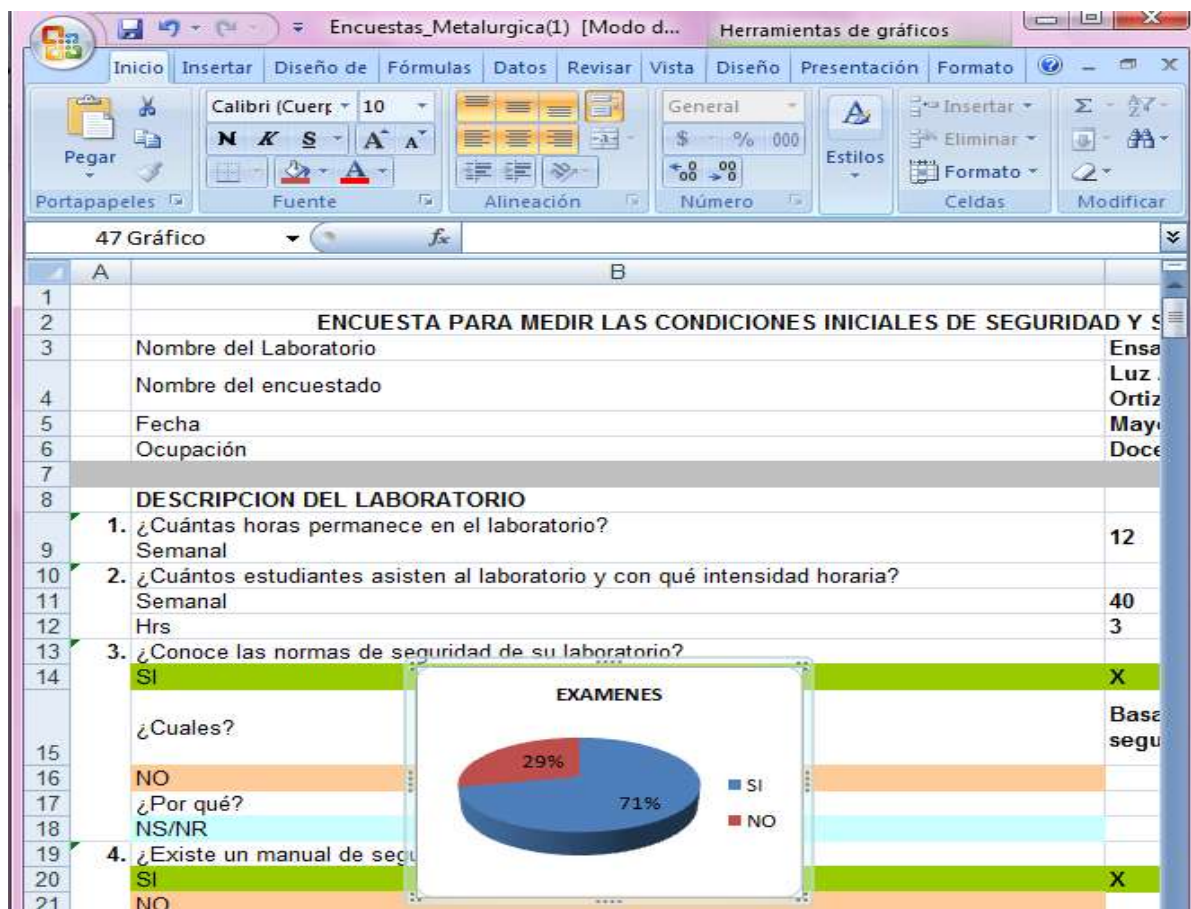 Encuestas_Metalurgica(1) [Modo d... Herramientas de gráficos
Inicio Insertar Diseño de Fórmulas Datos Revisar Vista Diseño Presentación Formato
Calibri (Cuerp 10 General Insertar Σ
Pegar N K S A A $ % 000 Estilos Eliminar
Formato
Portapapeles Fuente Alineación Número Celdas Modificar
47 Gráfico fx
A B
1
2 ENCUESTA PARA MEDIR LAS CONDICIONES INICIALES DE SEGURIDAD Y S
3 Nombre del Laboratorio Ensa
4 Nombre del encuestado Luz
Ortiz
5 Fecha Mayo
6 Ocupación Doce
7
8 DESCRIPCION DEL LABORATORIO
9 1. ¿Cuántas horas permanece en el laboratorio?
Semanal 12
10 2. ¿Cuántos estudiantes asisten al laboratorio y con qué intensidad horaria?
11 Semanal 40
12 Hrs 3
13 3. ¿Conoce las normas de seguridad de su laboratorio?
14 SI X
15 ¿Cuales? Basa
segu
16 NO
17 ¿Por qué?
18 NS/NR
19 4. ¿Existe un manual de segu
20 SI X
21 NO
EXAMENES
29%
71%
SI
NO